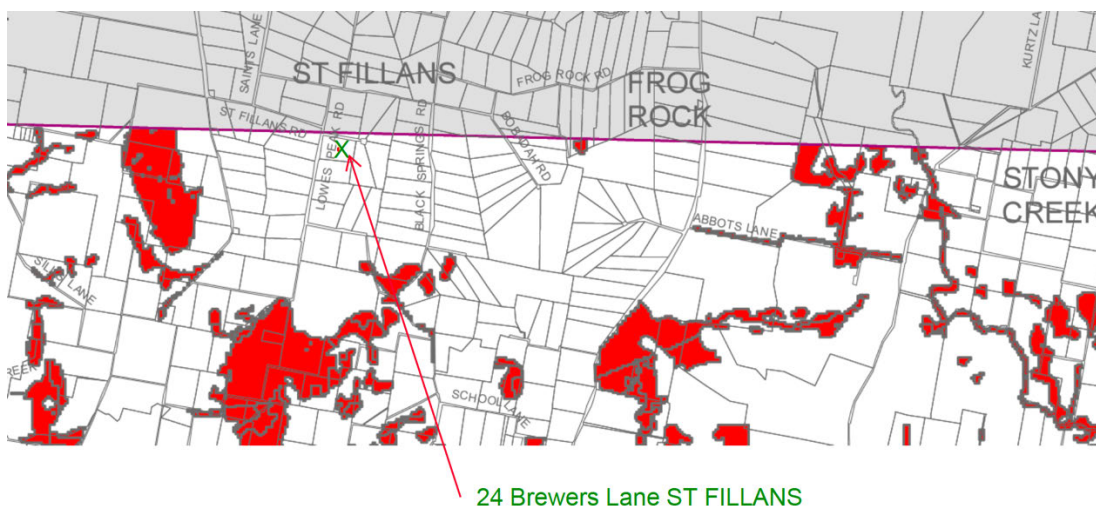 SAINTS LANE
KURTZ LA
ST FILLANS
FROG ROCK RD
FROG
ROCK
ST FILLANS RD
LOWES PEAK RD
BLACK SPRINGS RD
BOBADAH RD
STONY
CREEK
ABBOTS LANE
SILLS LANE
REEK
SCHOOL LANE
24 Brewers Lane ST FILLANS